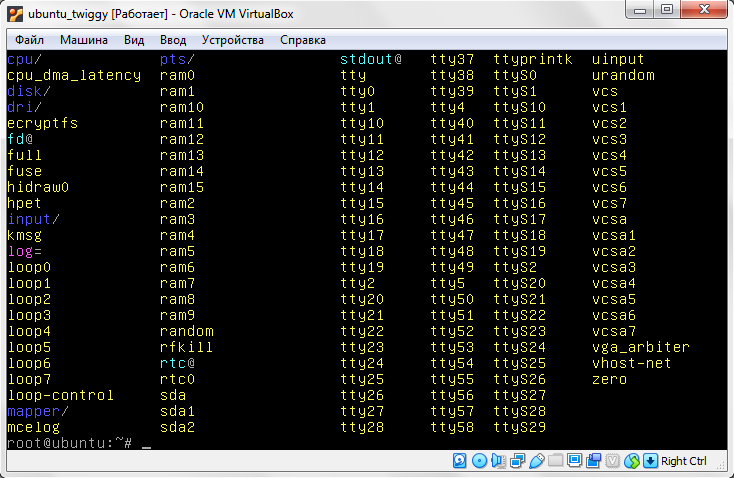 ubuntu_twiggy [Работает] - Oracle VM VirtualBox
Файл Машина Вид Ввод Устройства Справка
cpu/ pts/ stdout@ tty37 ttyprintk uinput
cpu_dma_latency ram0 tty tty38 ttyS0 urandom
disk/ ram1 tty0 tty39 ttyS1 vcs
dri/ ram10 tty1 tty4 ttyS10 vcs1
ecryptfs ram11 tty10 tty40 ttyS11 vcs2
fd@ ram12 tty11 tty41 ttyS12 vcs3
full ram13 tty12 tty42 ttyS13 vcs4
fuse ram14 tty13 tty43 ttyS14 vcs5
hidraw0 ram15 tty14 tty44 ttyS15 vcs6
hpet ram2 tty15 tty45 ttyS16 vcs7
input/ ram3 tty16 tty46 ttyS17 vcsa
kmsg ram4 tty17 tty47 ttyS18 vcsa1
log= ram5 tty18 tty48 ttyS19 vcsa2
loop0 ram6 tty19 tty49 ttyS2 vcsa3
loop1 ram7 tty2 tty5 ttyS20 vcsa4
loop2 ram8 tty20 tty50 ttyS21 vcsa5
loop3 ram9 tty21 tty51 ttyS22 vcsa6
loop4 random tty22 tty52 ttyS23 vcsa7
loop5 rfkill tty23 tty53 ttyS24 vga_arbiter
loop6 rtc@ tty24 tty54 ttyS25 vhost-net
loop7 rtc0 tty25 tty55 ttyS26 zero
loop-control sda tty26 tty56 ttyS27
mapper/ sda1 tty27 tty57 ttyS28
mcelog sda2 tty28 tty58 ttyS29
root@ubuntu:~# _
Right Ctrl